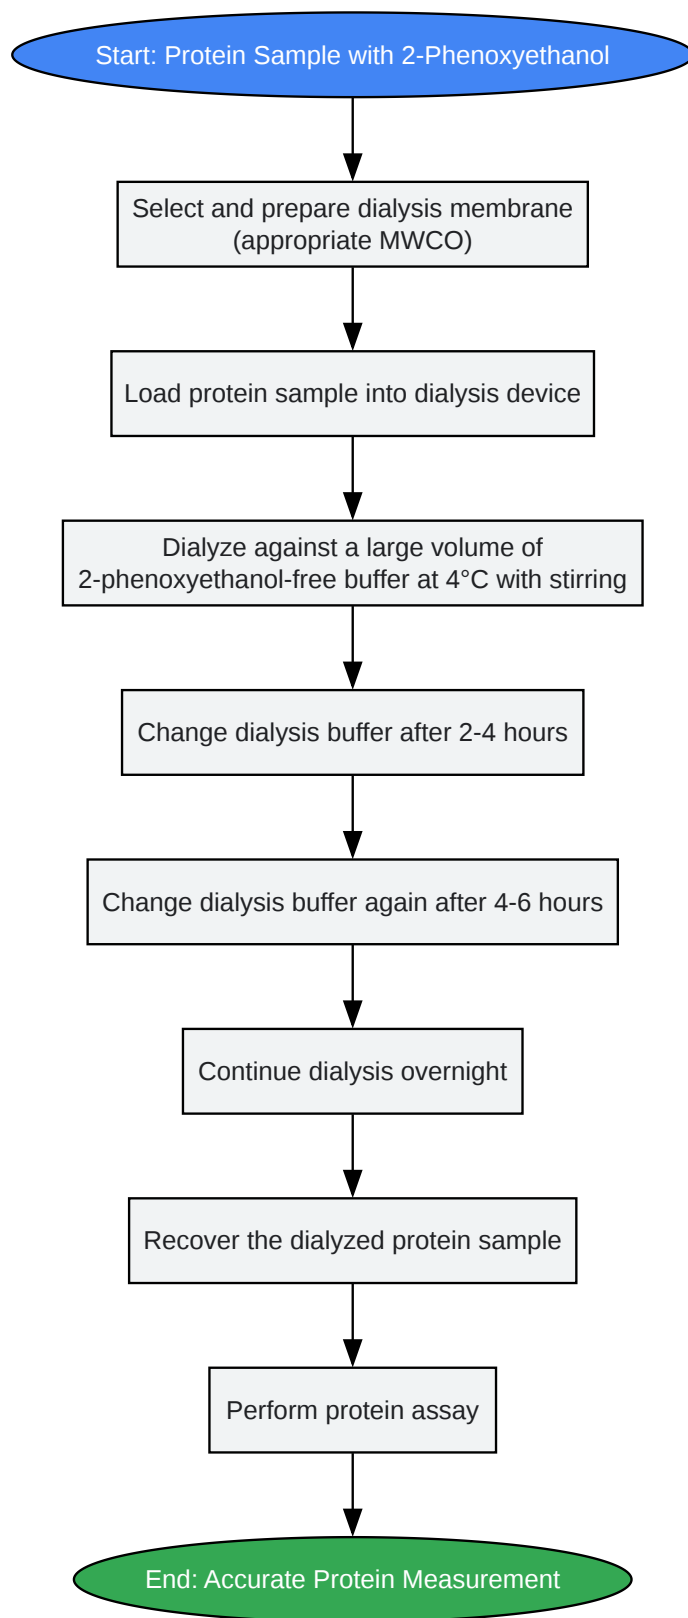 Start: Protein Sample with 2-Phenoxyethanol
Select and prepare dialysis membrane
(appropriate MWCO)
Load protein sample into dialysis device
Dialyze against a large volume of
2-phenoxyethanol-free buffer at 4°C with stirring
Change dialysis buffer after 2-4 hours
Change dialysis buffer again after 4-6 hours
Continue dialysis overnight
Recover the dialyzed protein sample
Perform protein assay
End: Accurate Protein Measurement